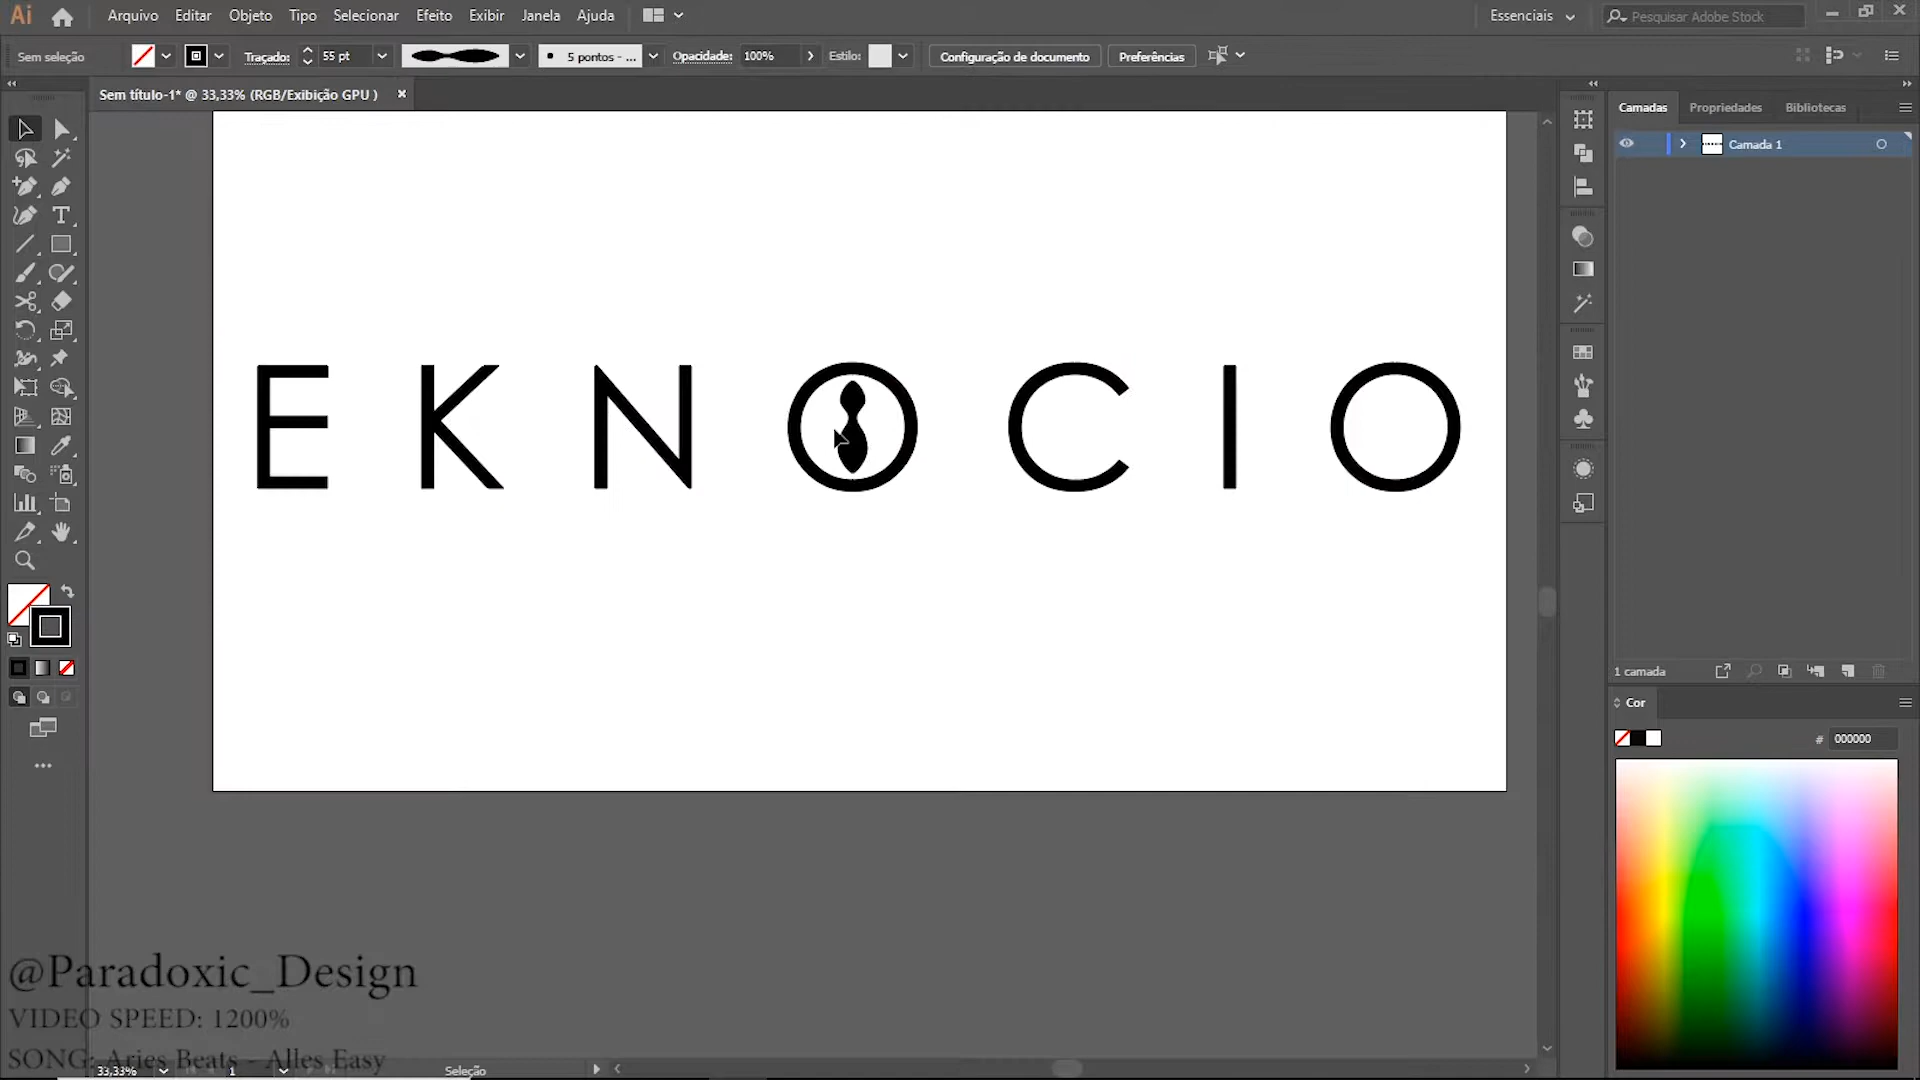 Ai Arquivo Editar Objeto Tipo Selecionar Efeito Exibir Janela Ajuda Essenciais Pesquisar Adobe Stock
Sem seleção Traçado: 55 pt 5 pontos - ... Opacidade: 100% Estilo: Configuração de documento Preferências
Sem título-1* @ 33,33% (RGB/Exibição GPU )
Camadas Propriedades Bibliotecas
Camada 1
EKNOCIO
1 camada
Cor
# 000000
@Paradoxic_Design
VIDEO SPEED: 1200%
SONG: Aries Beats - Alles Easy
33,33% 1 Seleção